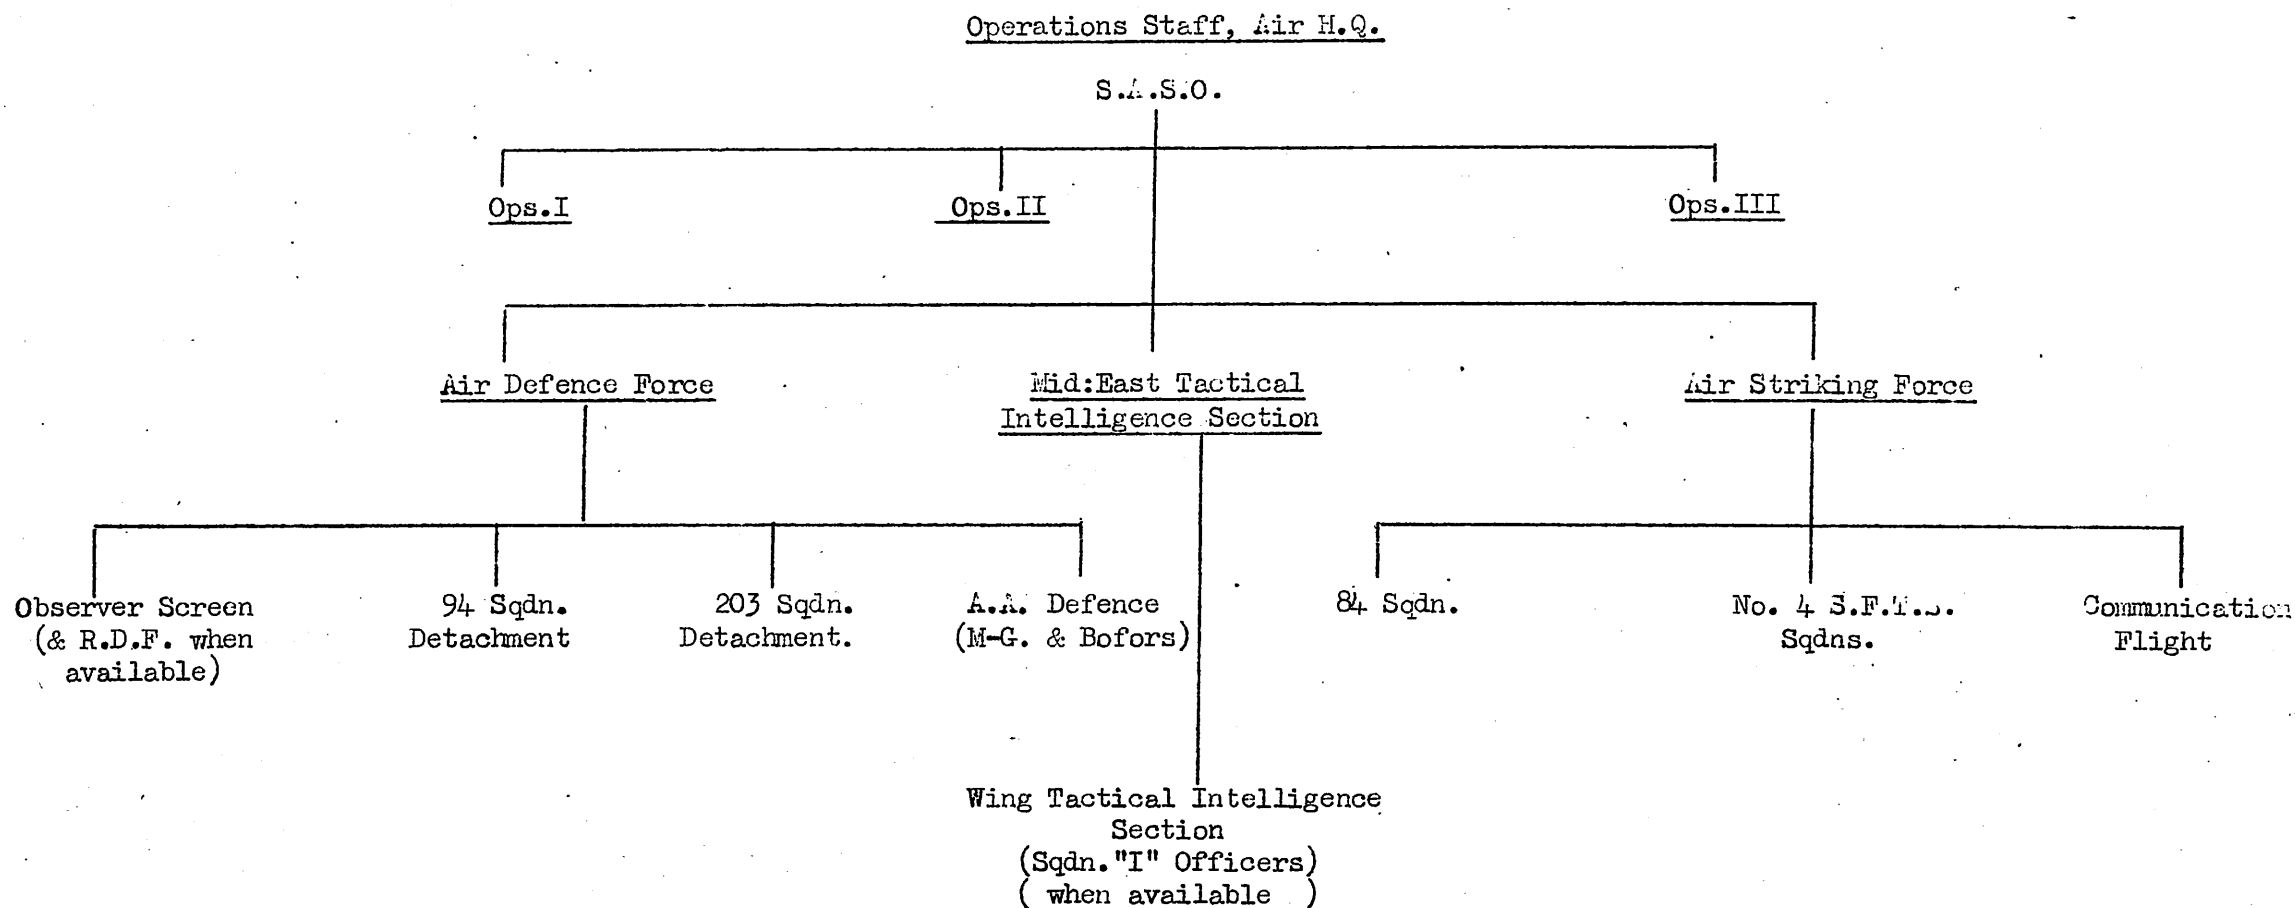 Operations Staff, Air H.Q.
S.A.S.O.
Ops.I
Ops.II
Ops.III
Air Defence Force
Mid:East Tactical
Intelligence Section
Air Striking Force
Observer Screen
(& R.D.F. when
available)
94 Sqdn.
Detachment
203 Sqdn.
Detachment.
A.A. Defence
(M-G. & Bofors)
84 Sqdn.
No. 4 S.F.T.S.
Sqdns.
Communication
Flight
Wing Tactical Intelligence
Section
(Sqdn."I" Officers)
( when available )